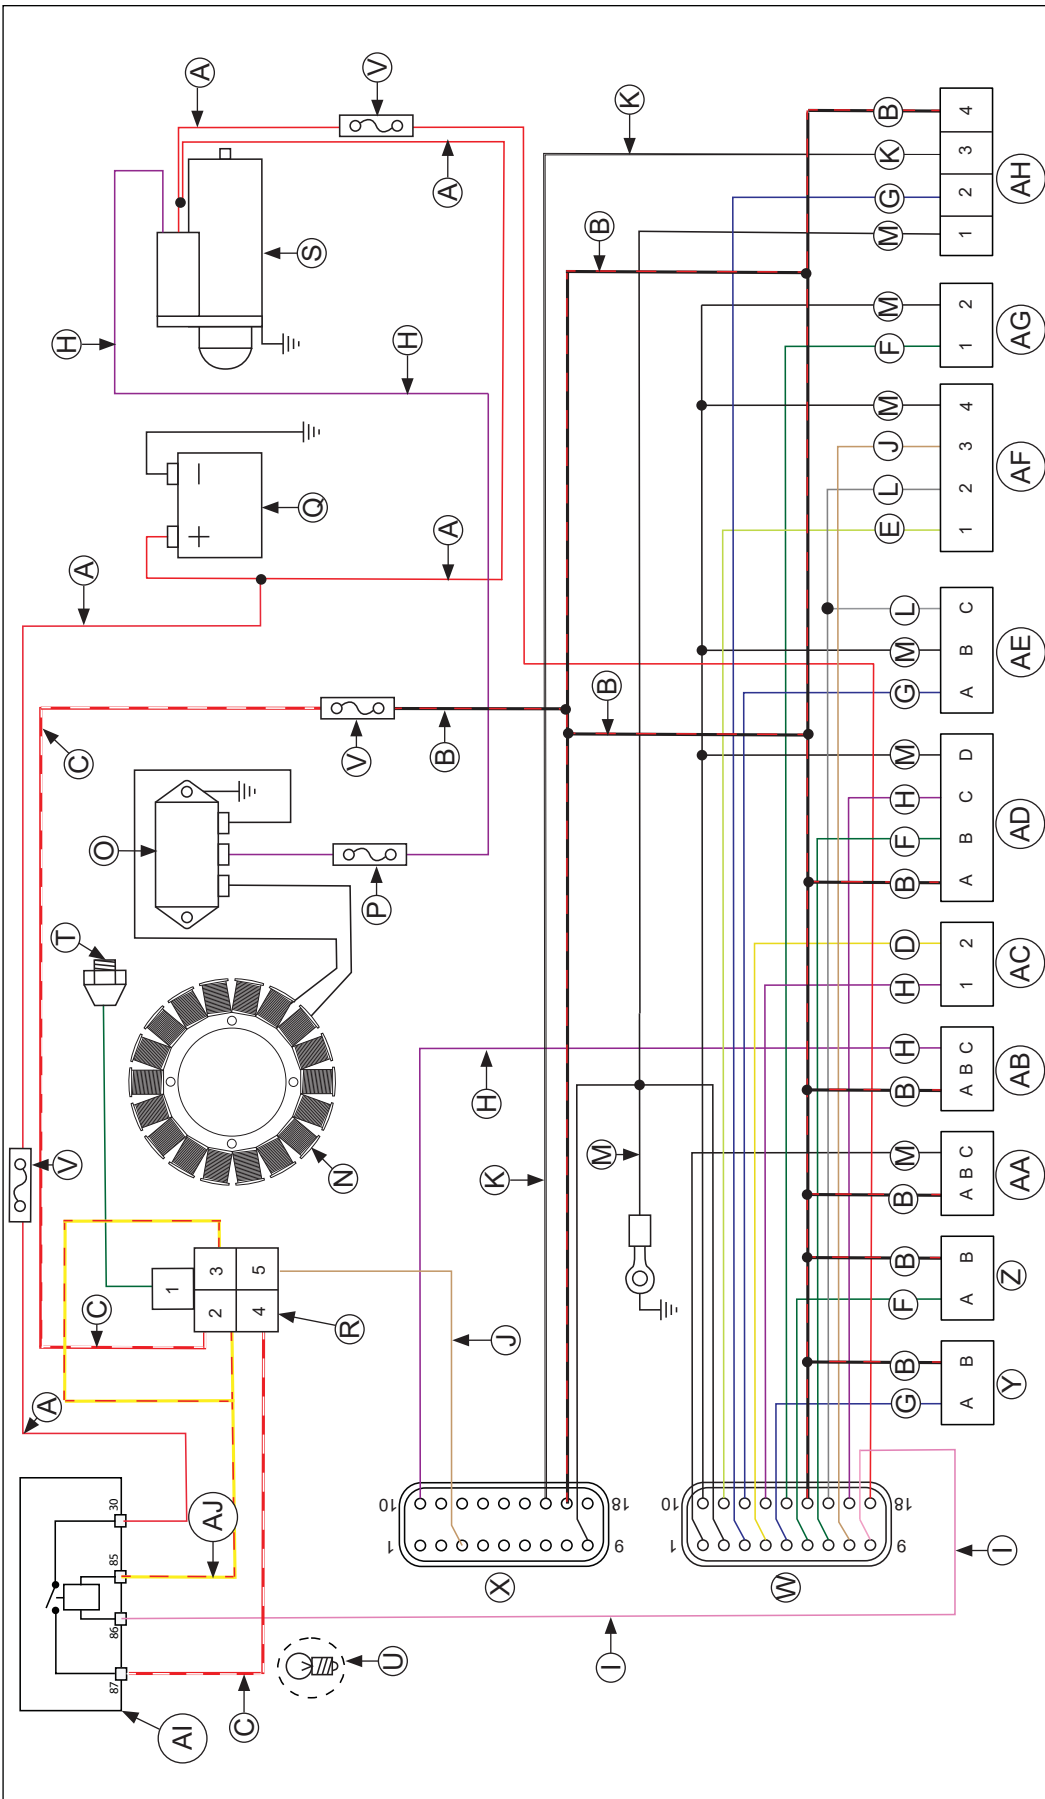 A
V
K
B
4
K
3
G
2
M
1
AH
A
S
B
H
H
M
2
F
1
AG
M
4
J
3
L
2
E
1
AF
Q
−
+
A
A
L
C
M
B
G
A
AE
B
C
V
B
M
D
H
C
F
B
B
A
AD
O
P
T
D
2
H
1
AC
H
C
B
B
A
AB
H
M
V
N
K
M
C
B
B
A
AA
3
5
1
2
4
C
R
J
B
B
F
A
Z
A
B
B
G
A
Y
30
AJ
85
86
87
AI
10
18
1
9
X
10
18
1
9
W
I
I
U
C